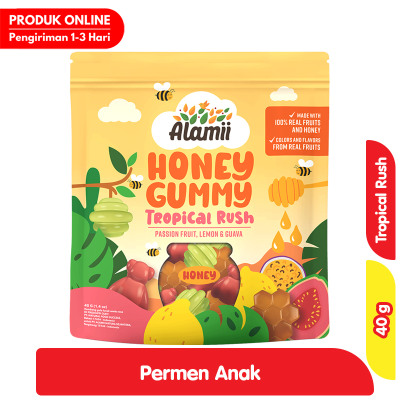 PRODUK ONLINE
Pengiriman 1-3 Hari
Alamii
MADE WITH
100% REAL FRUITS
AND HONEY
COLORS AND FLAVORS
FROM REAL FRUITS
HONEY
GUMMY
TROPICAL RUSH
PASSION FRUIT, LEMON & GUAVA
HONEY
Tropical Rush
40 g
Permen Anak